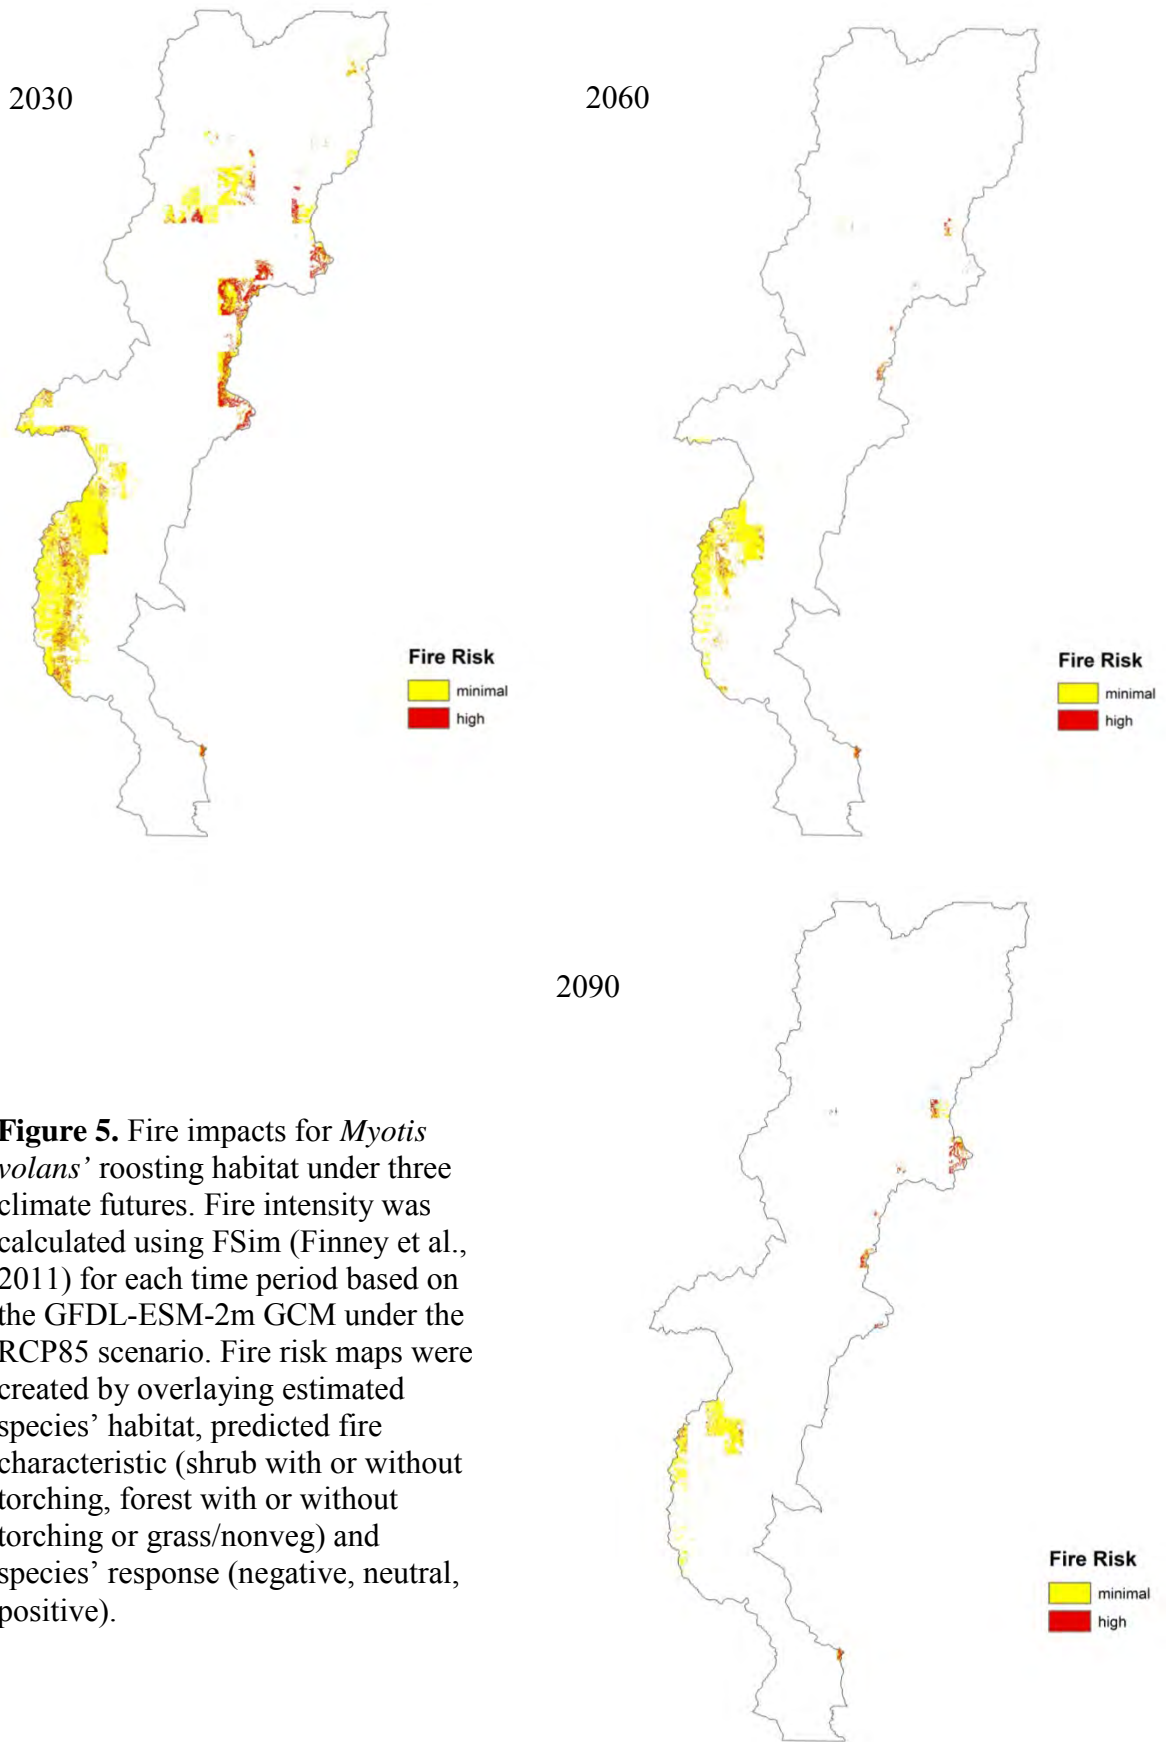 2030
2060
Fire Risk
minimal
high
Fire Risk
minimal
high
2090
Figure 5. Fire impacts for Myotis
volans’ roosting habitat under three
climate futures. Fire intensity was
calculated using FSim (Finney et al.,
2011) for each time period based on
the GFDL-ESM-2m GCM under the
RCP85 scenario. Fire risk maps were
created by overlaying estimated
species’ habitat, predicted fire
characteristic (shrub with or without
torching, forest with or without
torching or grass/nonveg) and
species’ response (negative, neutral,
positive).
Fire Risk
minimal
high